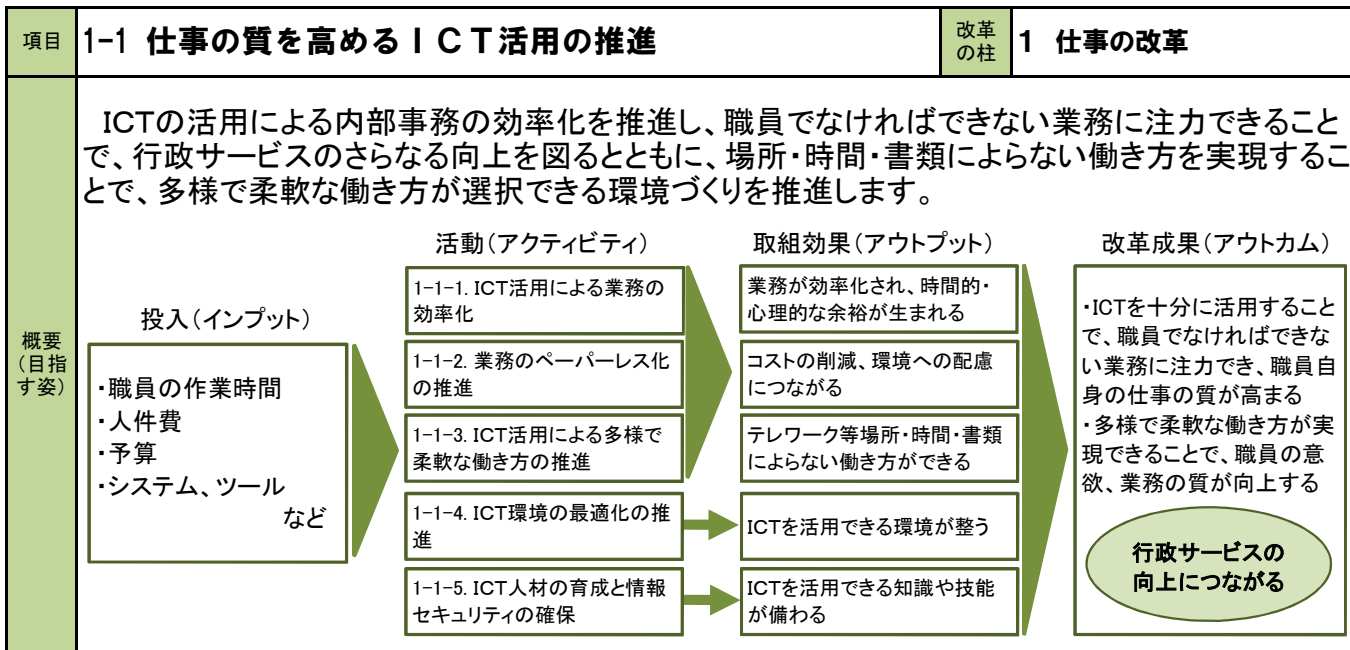 項目
1-1 仕事の質を高めるＩＣＴ活用の推進
改革
の柱
1 仕事の改革
概要
(目指
す姿)
ICTの活用による内部事務の効率化を推進し、職員でなければできない業務に注力できること
で、行政サービスのさらなる向上を図るとともに、場所・時間・書類によらない働き方を実現するこ
とで、多様で柔軟な働き方が選択できる環境づくりを推進します。
投入(インプット)
・職員の作業時間
・人件費
・予算
・システム、ツール
など
活動(アクティビティ)
1-1-1. ICT活用による業務の
効率化
1-1-2. 業務のペーパーレス化
の推進
1-1-3. ICT活用による多様で
柔軟な働き方の推進
1-1-4. ICT環境の最適化の推
進
1-1-5. ICT人材の育成と情報
セキュリティの確保
取組効果(アウトプット)
業務が効率化され、時間的・
心理的な余裕が生まれる
コストの削減、環境への配慮
につながる
テレワーク等場所・時間・書類
によらない働き方ができる
ICTを活用できる環境が整う
ICTを活用できる知識や技能
が備わる
改革成果(アウトカム)
・ICTを十分に活用すること
で、職員でなければできな
い業務に注力でき、職員自
身の仕事の質が高まる
・多様で柔軟な働き方が実
現できることで、職員の意
欲、業務の質が向上する
行政サービスの
向上につながる